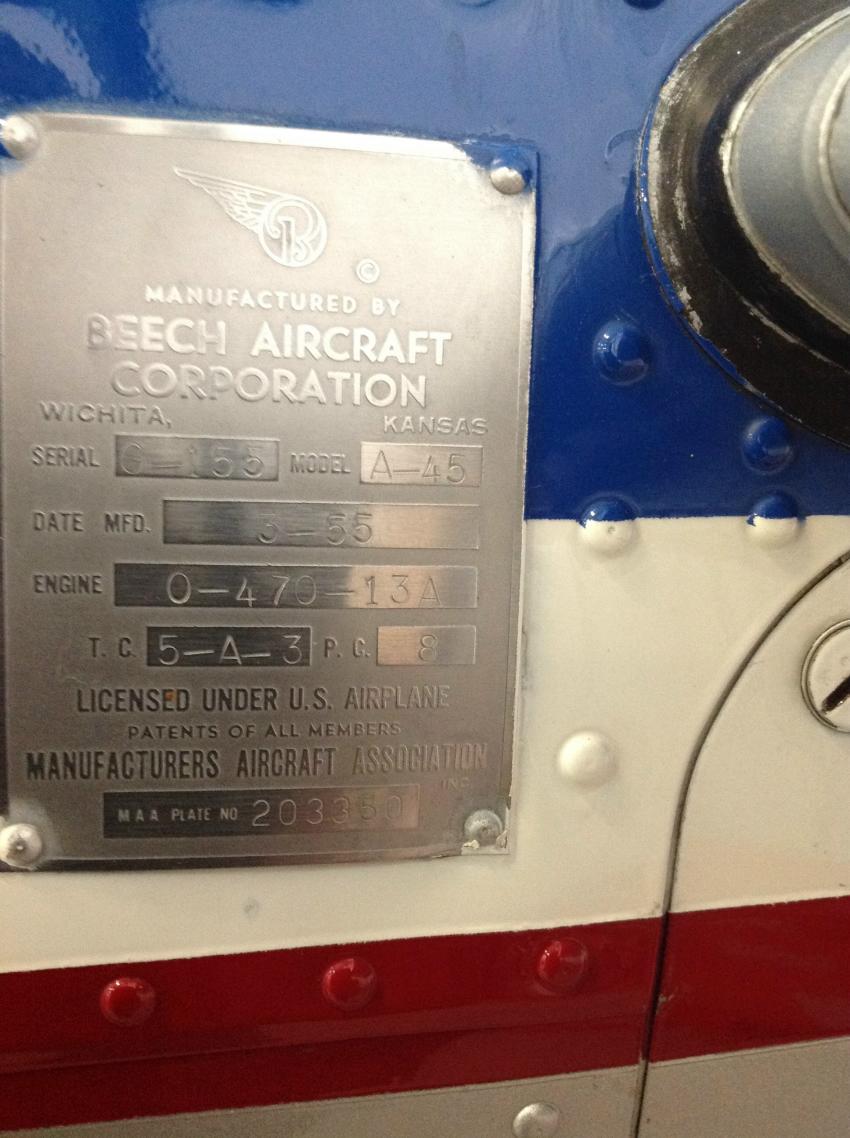 B
©
MANUFACTURED BY
BEECH AIRCRAFT
CORPORATION
WICHITA, KANSAS
SERIAL G-155 MODEL A-45
DATE MFD. 3-55
ENGINE O-470-13A
T. C. 5-A-3 P. C. 8
LICENSED UNDER U.S. AIRPLANE
PATENTS OF ALL MEMBERS
MANUFACTURERS AIRCRAFT ASSOCIATION
INC.
MAA PLATE NO 203350